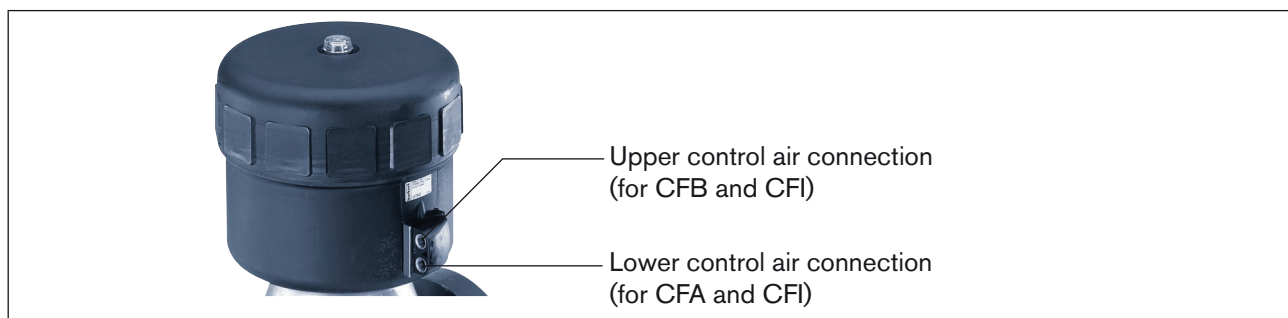 Upper control air connection
(for CFB and CFI)
Lower control air connection
(for CFA and CFI)